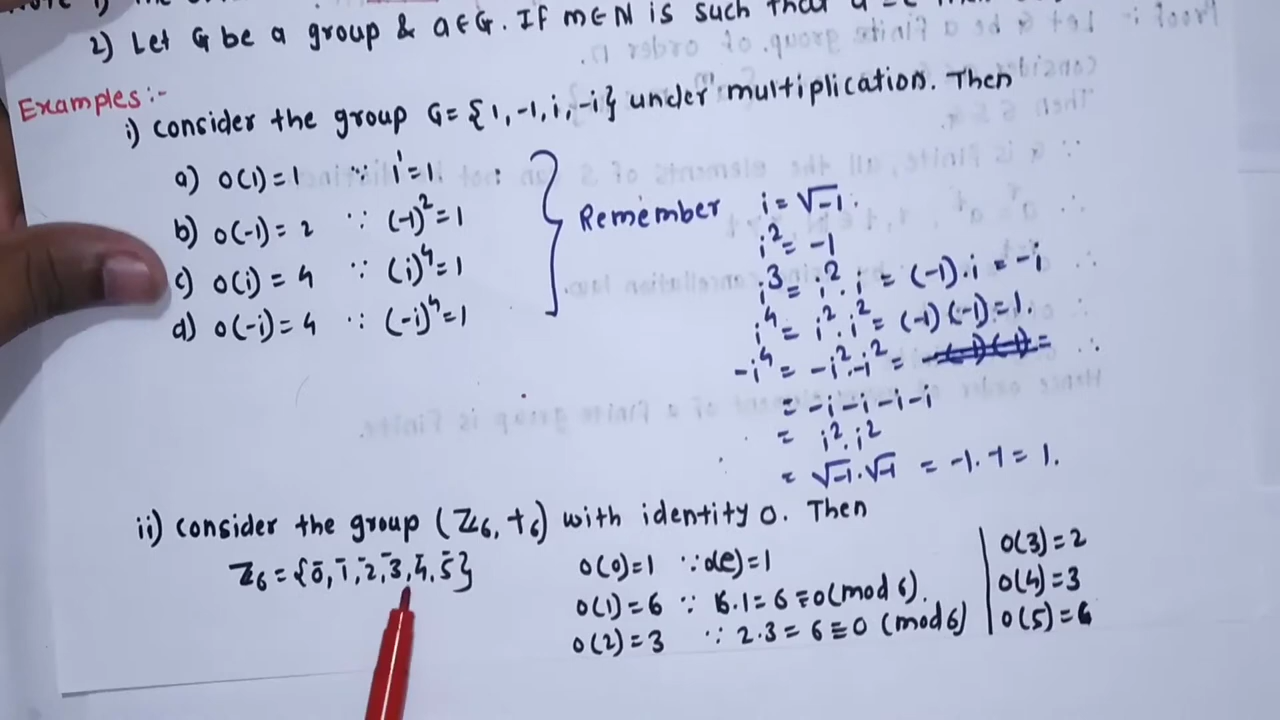 2) Let G be a group & a∈G. If m∈N is such that
Examples:-
i) Consider the group G={1,-1,i,-i} under multiplication. Then
a) o(1)=1 ∵ 1¹=1.
b) o(-1)=2 ∵ (-1)²=1
c) o(i)=4 ∵ (i)⁴=1
d) o(-i)=4 ∵ (-i)⁴=1
Remember i=√-1.
i²=-1
i³=i².i=(-1).i=-i
i⁴=i².i²=(-1)(-1)=1.
-i⁴=-i².-i²=
=-i-i-i-i
=i².i²
=√-1.√-1=-1.-1=1.
ii) Consider the group (Z₆,+₆) with identity 0. Then
Z₆={0̄,1̄,2̄,3̄,4̄,5̄}
o(0)=1 ∵ o(e)=1
o(1)=6 ∵ 6.1=6≡0(mod 6).
o(2)=3 ∵ 2.3=6≡0 (mod 6)
o(3)=2
o(4)=3
o(5)=6